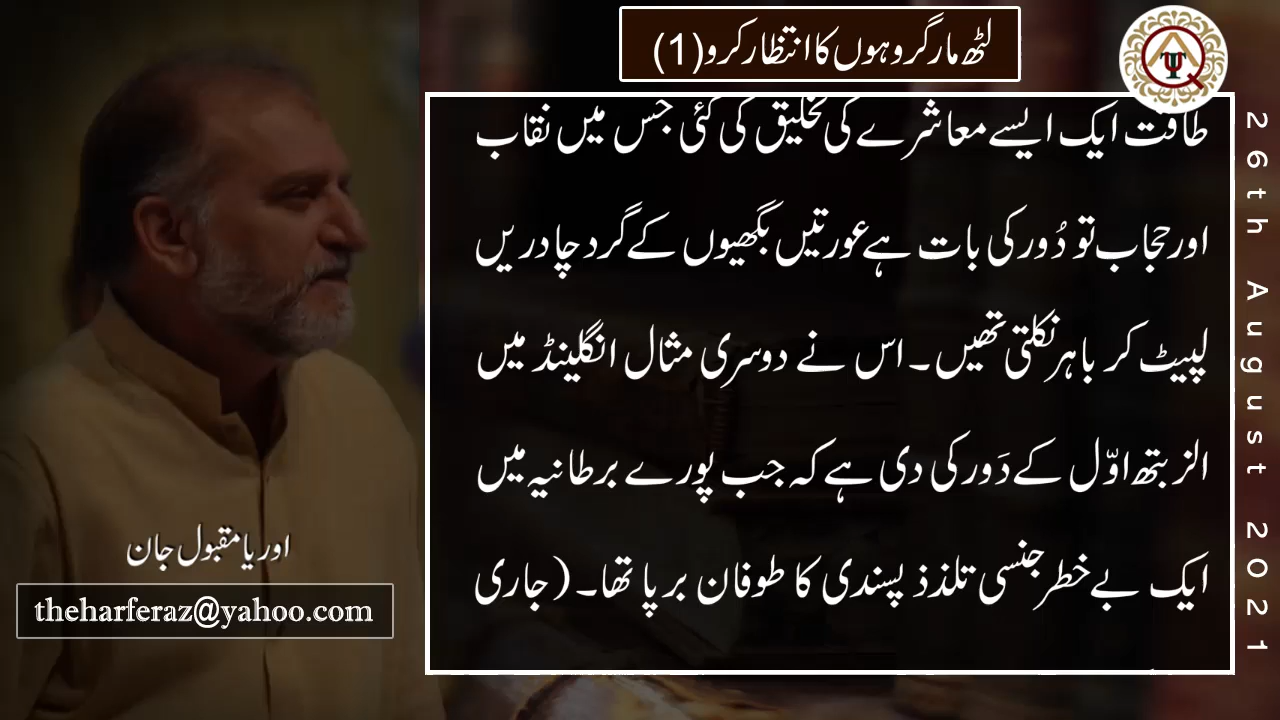 لٹھ مار گروہوں کا انتظار کرو (1)
طاقت ایک ایسے معاشرے کی تخلیق کی گئی جس میں نقاب
اور حجاب تو دُور کی بات ہے عورتیں بگھیوں کے گرد چادریں
لپیٹ کر باہر نکلتی تھیں۔ اس نے دوسری مثال انگلینڈ میں
الزبتھ اوّل کے دَور کی دی ہے کہ جب پورے برطانیہ میں
ایک بے خطر جنسی تلذذ پسندی کا طوفان برپا تھا۔ (جاری
26th August 2021
اوریا مقبول جان
theharferaz@yahoo.com